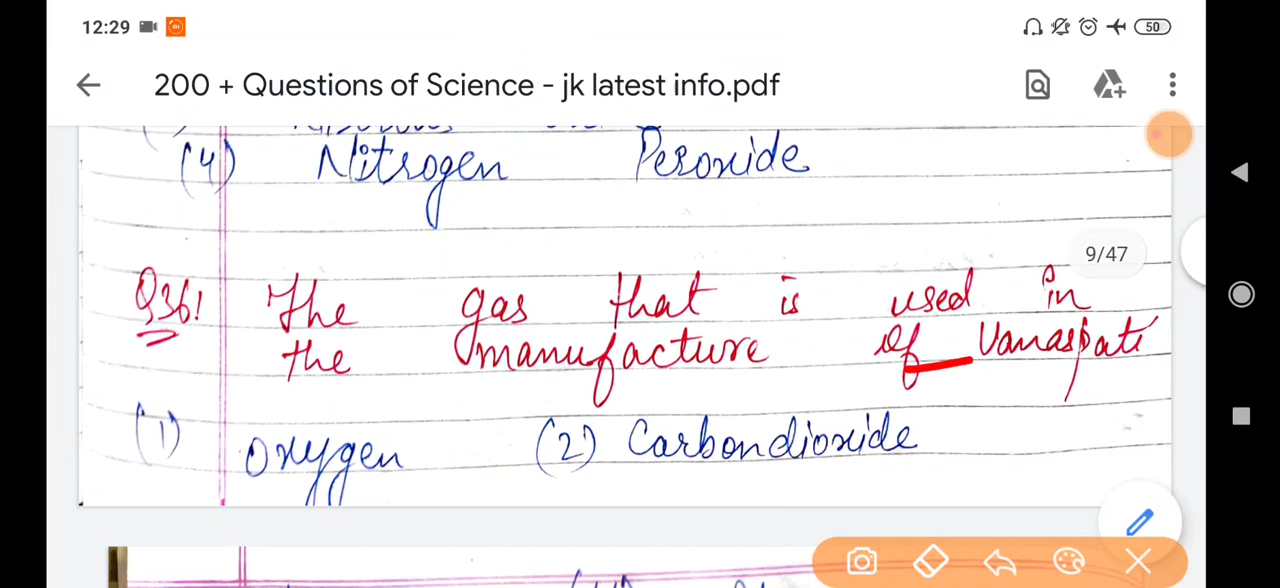 12:29
50
200 + Questions of Science - jk latest info.pdf
(4) Nitrogen Peroxide
9/47
Q36! The gas that is used in
the manufacture of Vanaspati
(1) Oxygen (2) Carbondioxide